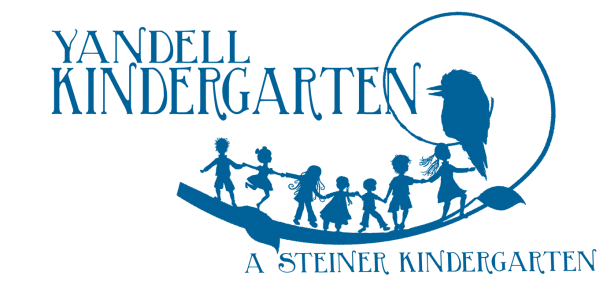 YANDELL
KINDERGARTEN
A STEINER KINDERGARTEN